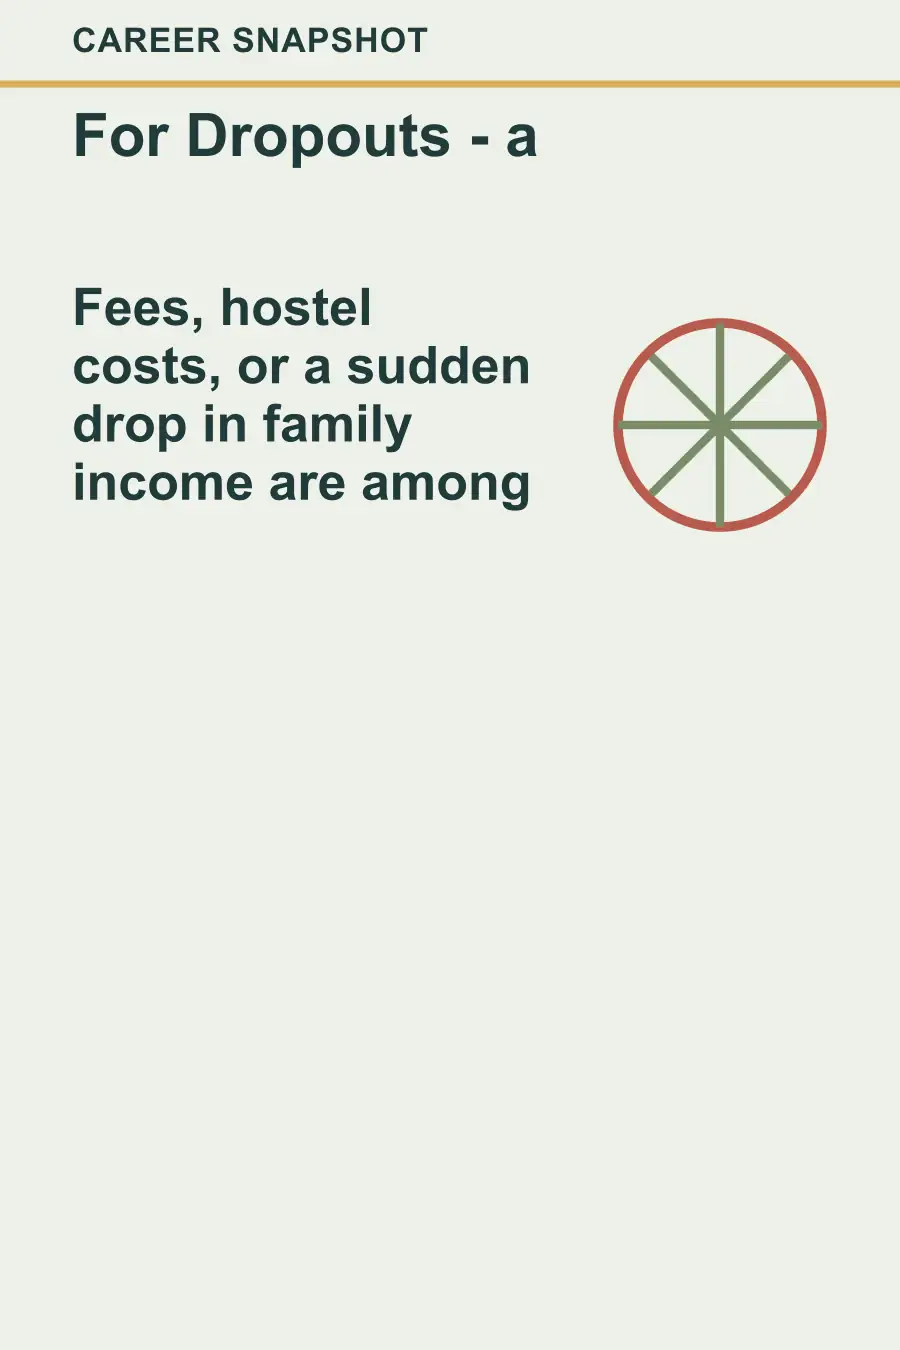 CAREER SNAPSHOT
For Dropouts - a
Fees, hostel
costs, or a sudden
drop in family
income are among